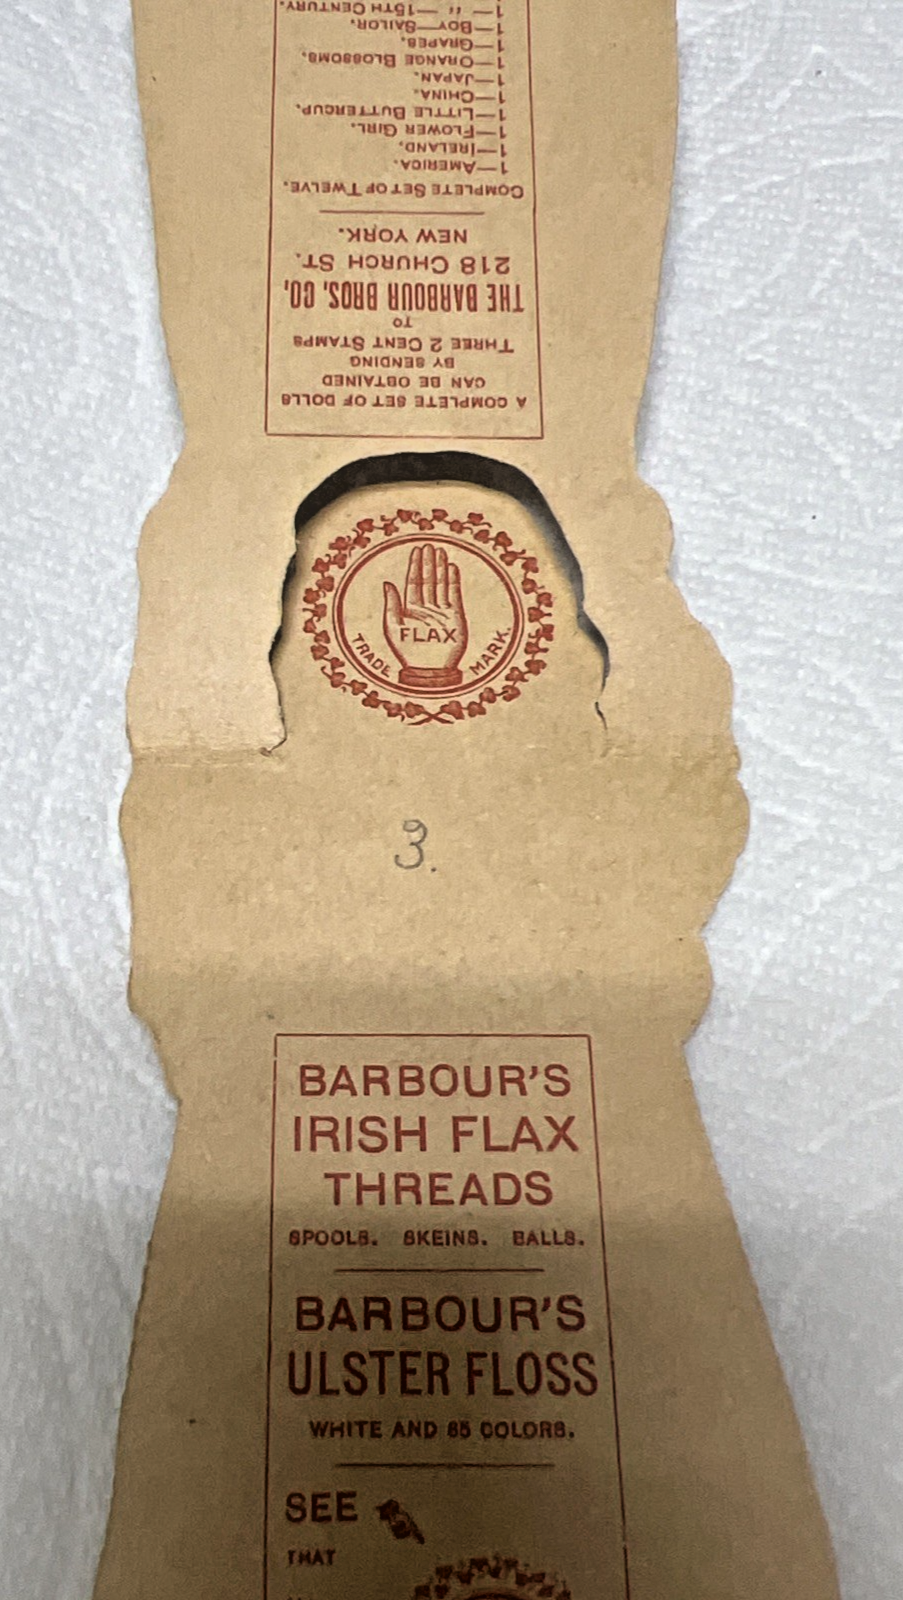 A COMPLETE SET OF DOLLS
CAN BE OBTAINED
BY SENDING
THREE 2 CENT STAMPS
TO
THE BARBOUR BROS. CO,
218 CHURCH ST.
NEW YORK.
COMPLETE SET OF TWELVE.
1—AMERICA.
1—IRELAND.
1—FLOWER GIRL.
1—LITTLE BUTTERCUP.
1—CHINA.
1—JAPAN.
1—ORANGE BLOSSOMS.
1—GRAPES.
1—BOY—SAILOR.
1— " —15TH CENTURY.
FLAX
TRADE MARK.
3.
BARBOUR'S
IRISH FLAX
THREADS
SPOOLS. SKEINS. BALLS.
BARBOUR'S
ULSTER FLOSS
WHITE AND 65 COLORS.
SEE
THAT